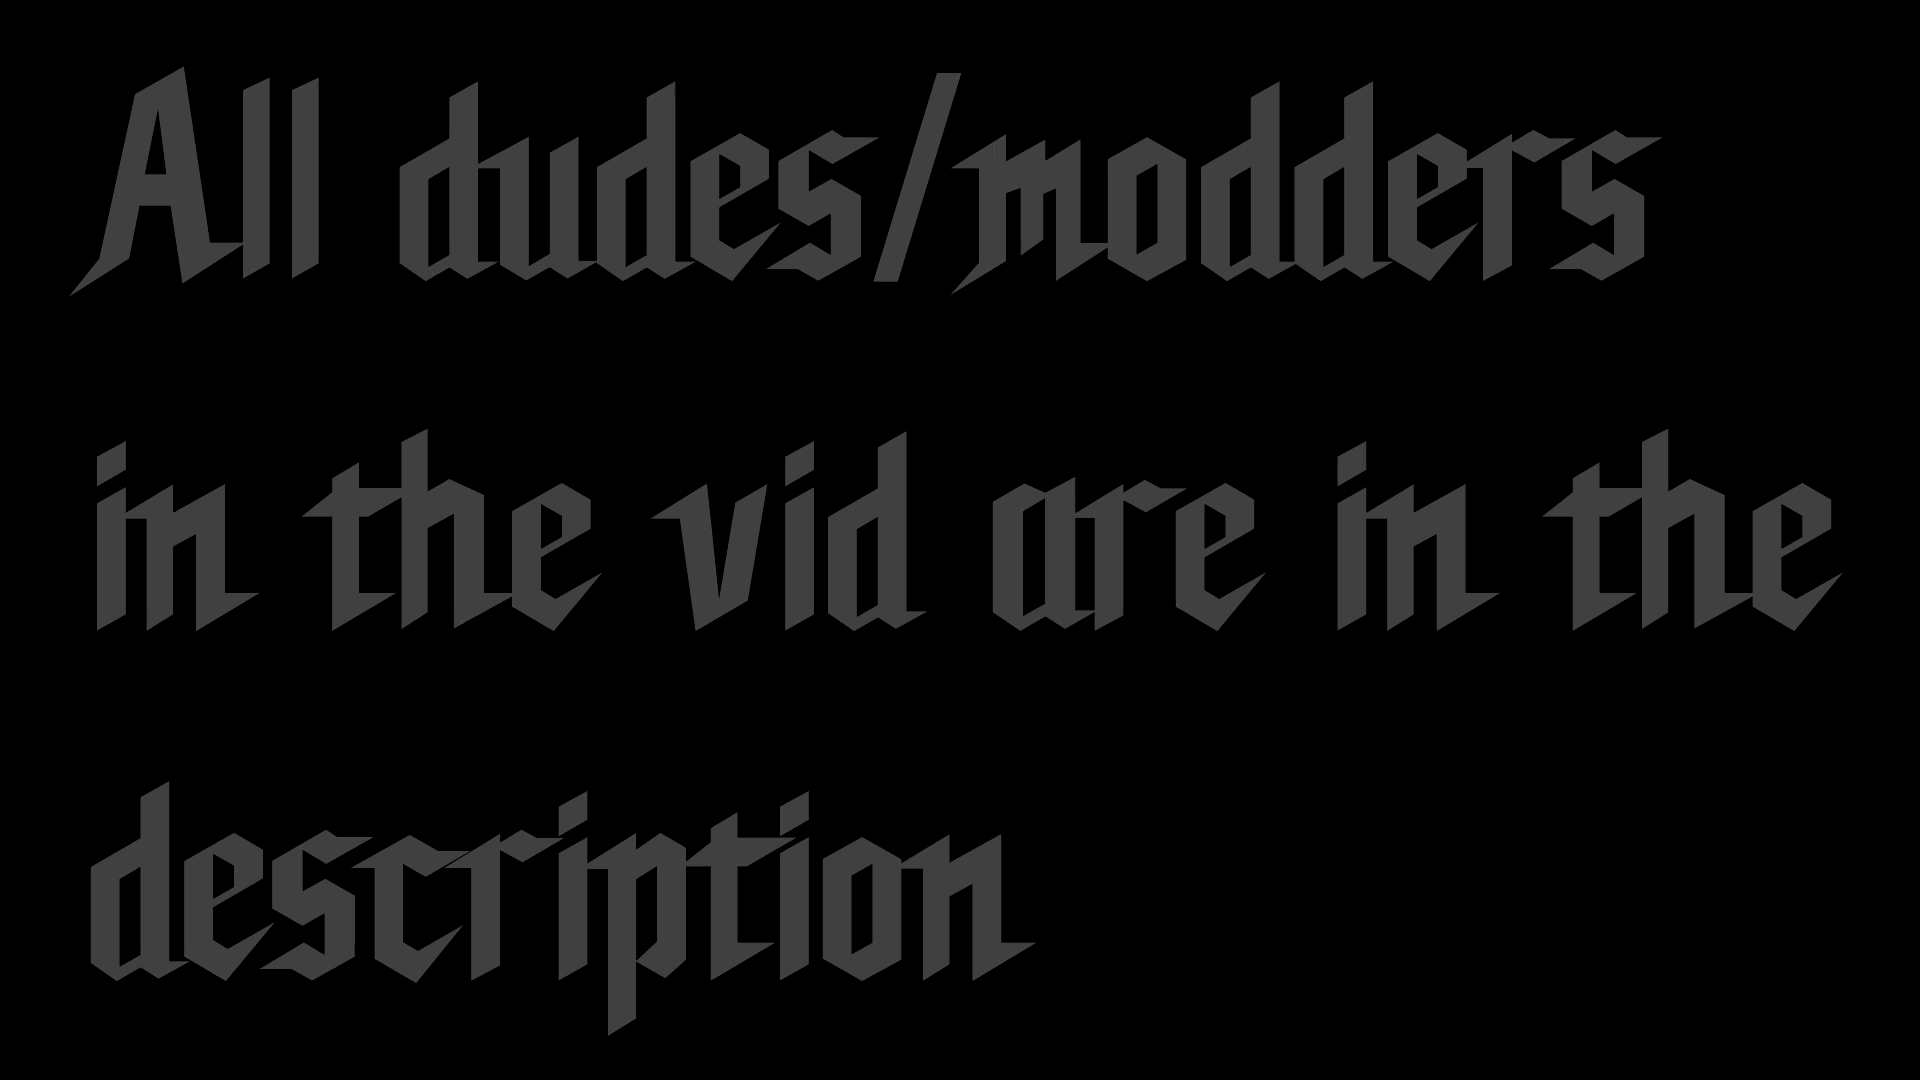 All dudes/modders
in the vid are in the
description